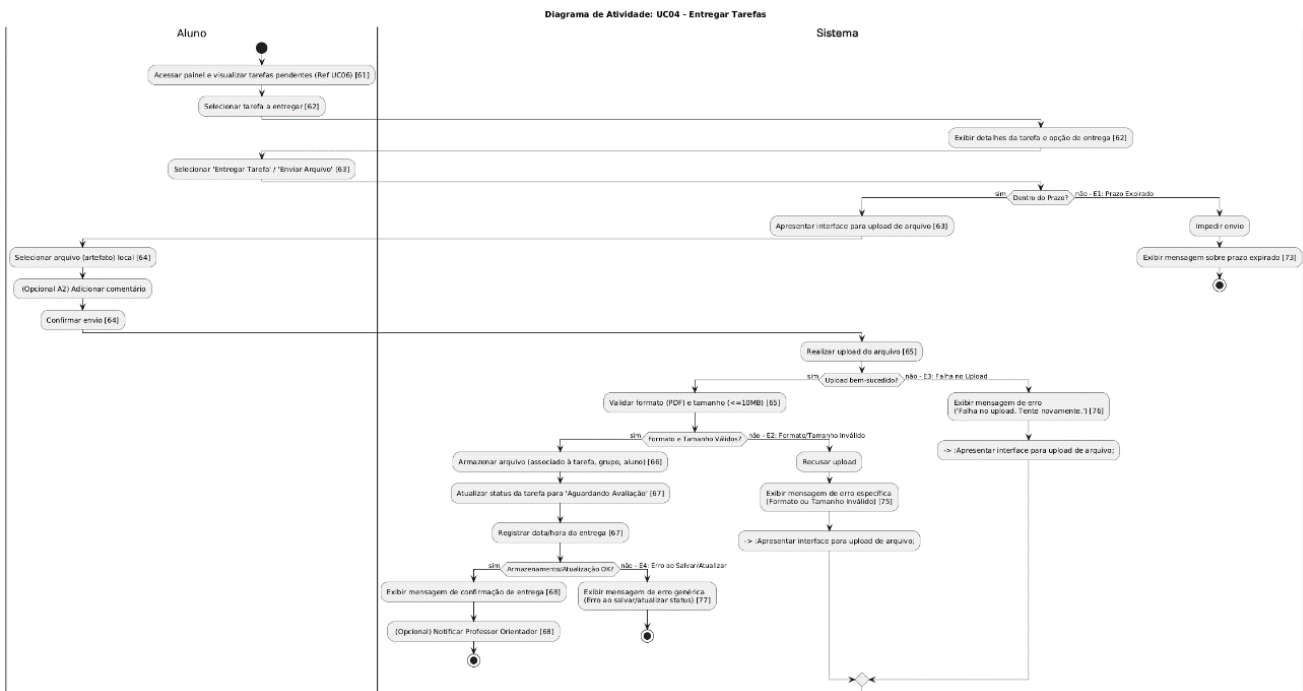 Diagrama de Atividade: UC04 - Entregar Tarefas
Aluno
Sistema
Acessar painel e visualizar tarefas pendentes (Ref UC06) [61]
Selecionar tarefa a entregar [62]
Exibir detalhes da tarefa e opção de entrega [62]
Selecionar 'Entregar Tarefa' / 'Enviar Arquivo' [63]
sim
Dentro do Prazo?
não - E1: Prazo Expirado
Apresentar interface para upload de arquivo [63]
Impedir envio
Selecionar arquivo (artefato) local [64]
Exibir mensagem sobre prazo expirado [73]
(Opcional A2) Adicionar comentário
Confirmar envio [64]
Realizar upload do arquivo [65]
sim
Upload bem-sucedido?
não - E3: Falha no Upload
Validar formato (PDF) e tamanho (<=10MB) [65]
Exibir mensagem de erro
('Falha no upload. Tente novamente.') [76]
sim
Formato e Tamanho Válidos?
não - E2: Formato/Tamanho Inválido
-> :Apresentar interface para upload de arquivo;
Armazenar arquivo (associado à tarefa, grupo, aluno) [66]
Recusar upload
Atualizar status da tarefa para 'Aguardando Avaliação' [67]
Exibir mensagem de erro específica
(Formato ou Tamanho Inválido) [75]
Registrar data/hora da entrega [67]
-> :Apresentar interface para upload de arquivo;
sim
Armazenamento/Atualização OK?
não - E4: Erro ao Salvar/Atualizar
Exibir mensagem de confirmação de entrega [68]
Exibir mensagem de erro genérica
(Erro ao salvar/atualizar status) [77]
(Opcional) Notificar Professor Orientador [68]